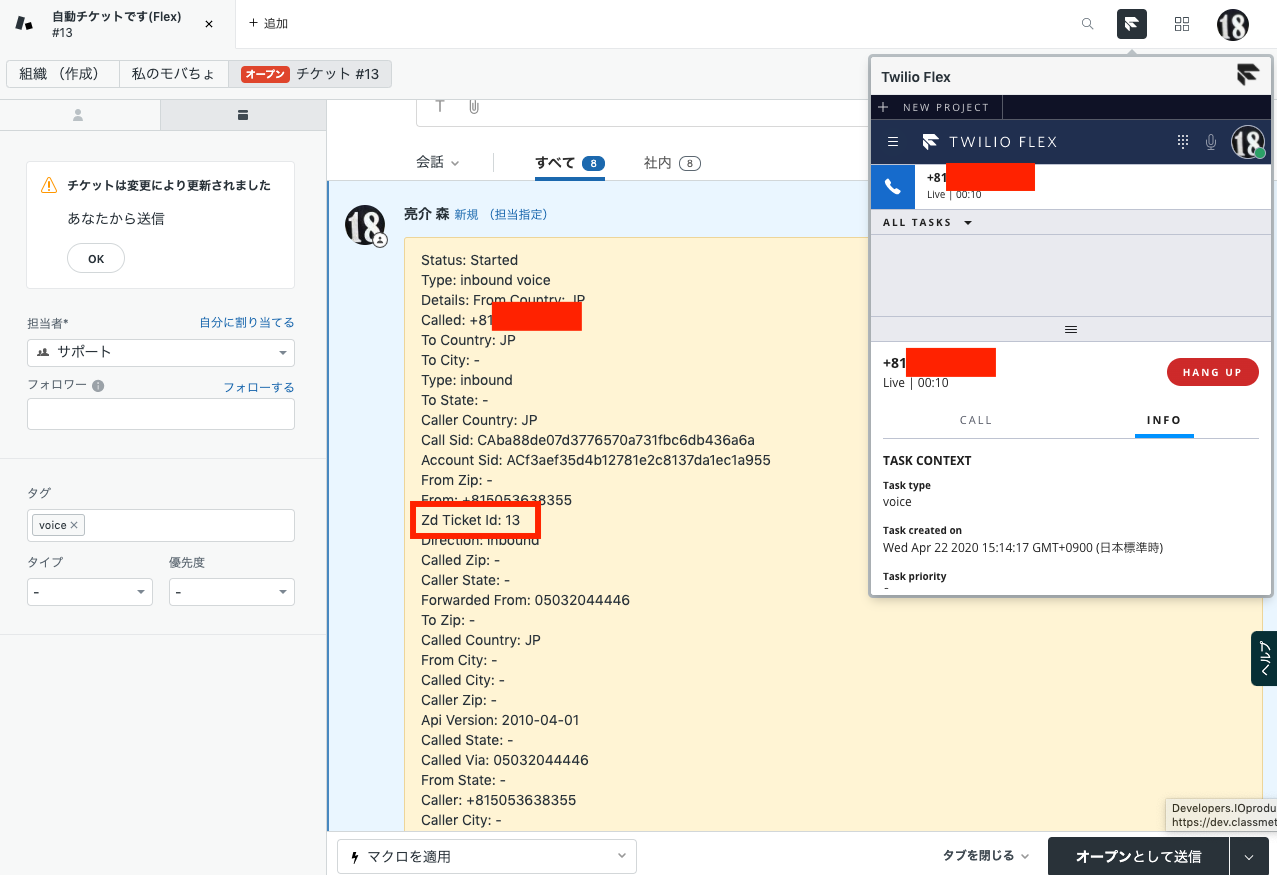 自動チケットです(Flex)
#13
×
+ 追加
18
組織 （作成）
私のモバちょ
オープン チケット #13
チケットは変更により更新されました
あなたから送信
OK
担当者*
自分に割り当てる
サポート
フォロワー
フォローする
タグ
voice ×
タイプ
優先度
-
-
会話
すべて 8
社内 8
18
亮介 森 新規 （担当指定）
Status: Started
Type: inbound voice
Details: From Country: JP
Called: +81
To Country: JP
To City: -
Type: inbound
To State: -
Caller Country: JP
Call Sid: CAba88de07d3776570a731fbc6db436a6a
Account Sid: ACf3aef35d4b12781e2c8137da1ec1a955
From Zip: -
From: +815053638355
Zd Ticket Id: 13
Direction: inbound
Called Zip: -
Caller State: -
Forwarded From: 05032044446
To Zip: -
Called Country: JP
From City: -
Called City: -
Caller Zip: -
Api Version: 2010-04-01
Called State: -
Called Via: 05032044446
From State: -
Caller: +815053638355
Caller City: -
Twilio Flex
+ NEW PROJECT
TWILIO FLEX
18
+81
Live | 00:10
ALL TASKS
+81
Live | 00:10
HANG UP
CALL
INFO
TASK CONTEXT
Task type
voice
Task created on
Wed Apr 22 2020 15:14:17 GMT+0900 (日本標準時)
Task priority
ヘルプ
Developers.IOprodu
https://dev.classmet
マクロを適用
タブを閉じる
オープンとして送信